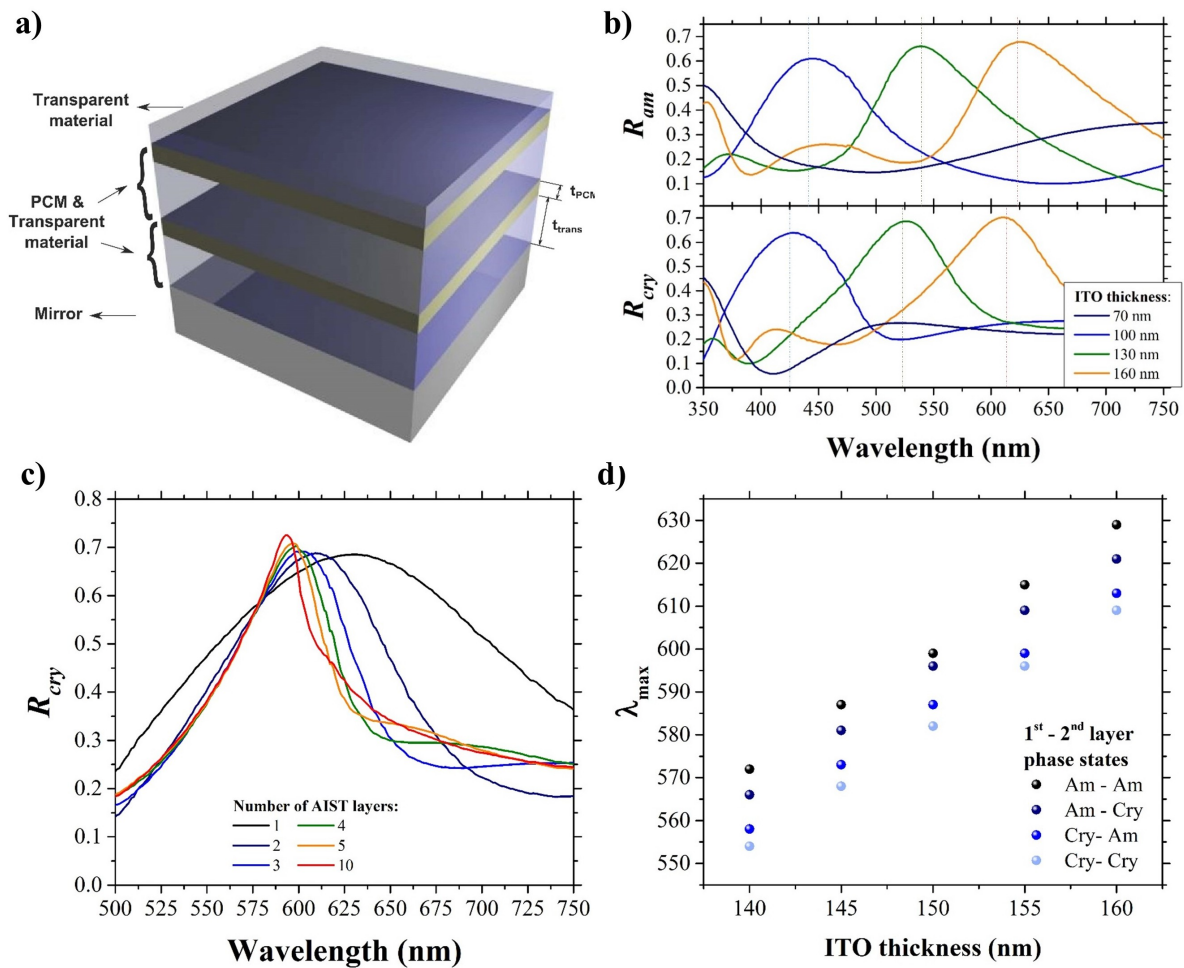 a)
Transparent
material
PCM &
Transparent
material
Mirror
tPCM
ttrans
b)
0.7
0.6
0.5
0.4
0.3
0.2
0.1
Ram
0.7
0.6
0.5
0.4
0.3
0.2
0.1
0.0
Rcry
ITO thickness:
70 nm
100 nm
130 nm
160 nm
350 400 450 500 550 600 650 700 750
Wavelength (nm)
c)
0.8
0.7
0.6
0.5
0.4
0.3
0.2
0.1
0.0
Rcry
Number of AIST layers:
1 4
2 5
3 10
500 525 550 575 600 625 650 675 700 725 750
Wavelength (nm)
d)
630
620
610
600
590
580
570
560
550
λmax
1st - 2nd layer
phase states
Am - Am
Am - Cry
Cry- Am
Cry- Cry
140 145 150 155 160
ITO thickness (nm)